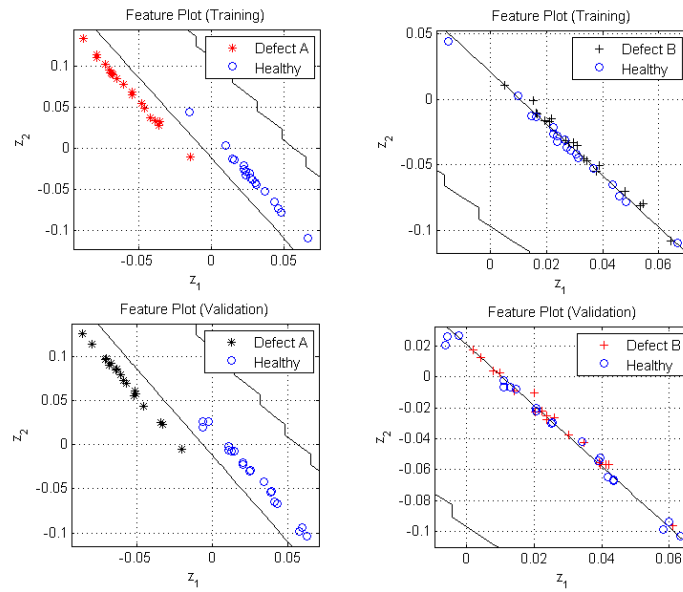 Feature Plot (Training)
Defect A
Healthy
0.1
0.05
0
-0.05
-0.1
z2
-0.05
0
0.05
z1
Feature Plot (Training)
Defect B
Healthy
0.05
0
-0.05
-0.1
z2
0
0.02
0.04
0.06
z1
Feature Plot (Validation)
Defect A
Healthy
0.1
0.05
0
-0.05
-0.1
z2
-0.05
0
0.05
z1
Feature Plot (Validation)
Defect B
Healthy
0.02
0
-0.02
-0.04
-0.06
-0.08
-0.1
z2
0
0.02
0.04
0.06
z1